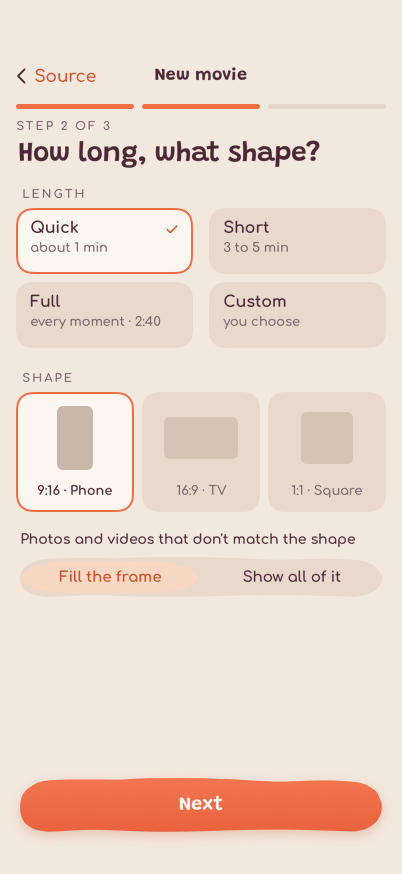 Source
New movie
STEP 2 OF 3
How long, what shape?
LENGTH
Quick
about 1 min
Short
3 to 5 min
Full
every moment · 2:40
Custom
you choose
SHAPE
9:16 · Phone
16:9 · TV
1:1 · Square
Photos and videos that don't match the shape
Fill the frame
Show all of it
Next